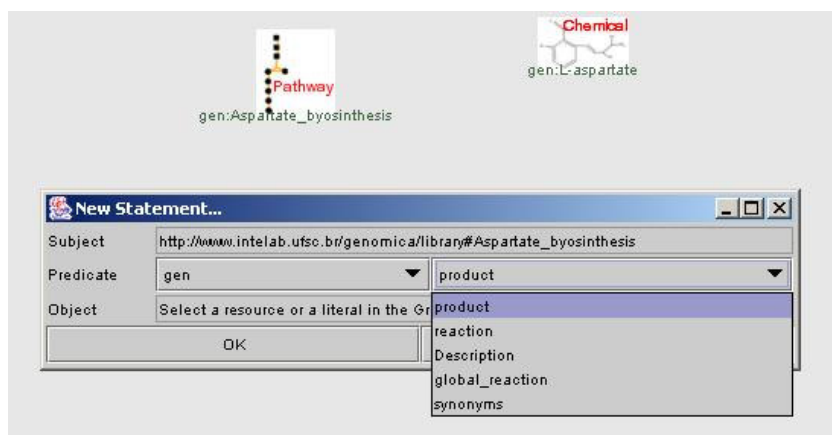 Chemical
gen:L-aspartate
Pathway
gen:Aspartate_byosinthesis
New Statement...
Subject http://www.intelab.ufsc.br/genomica/library#Aspartate_byosinthesis
Predicate gen product
Object Select a resource or a literal in the Gr
product
reaction
OK
Description
global_reaction
synonyms